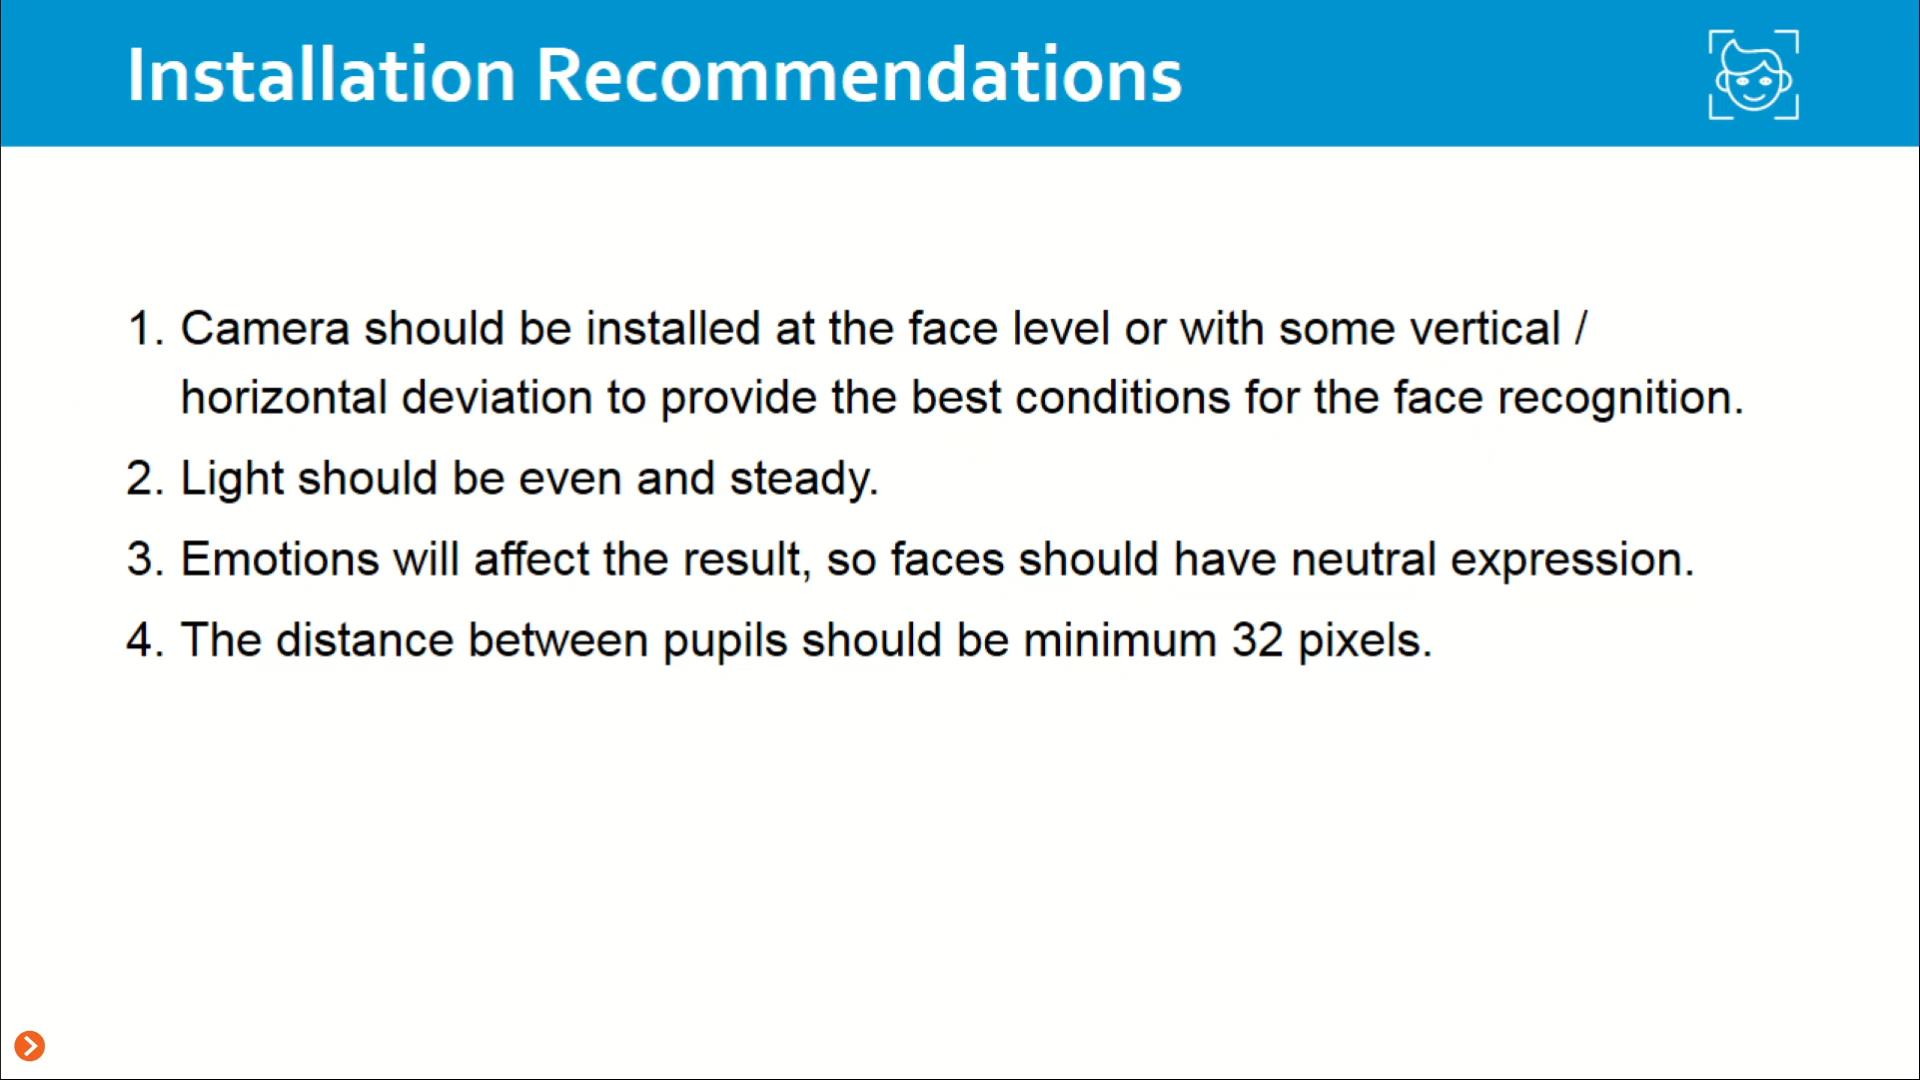 Installation Recommendations
1. Camera should be installed at the face level or with some vertical /
horizontal deviation to provide the best conditions for the face recognition.
2. Light should be even and steady.
3. Emotions will affect the result, so faces should have neutral expression.
4. The distance between pupils should be minimum 32 pixels.